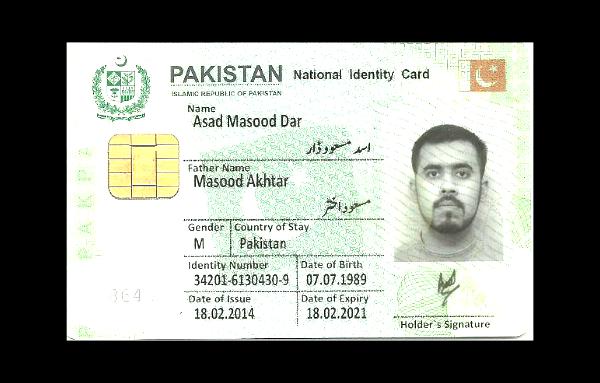 PAKISTAN National Identity Card
ISLAMIC REPUBLIC OF PAKISTAN
Name
Asad Masood Dar
اسد مسعود ڈار
Father Name
Masood Akhtar
مسعود اختر
Gender Country of Stay
M Pakistan
Identity Number Date of Birth
34201-6130430-9 07.07.1989
Date of Issue Date of Expiry
18.02.2014 18.02.2021
Holder's Signature